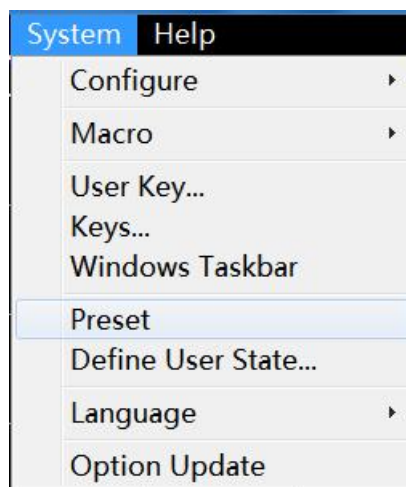 System Help
Configure
Macro
User Key...
Keys...
Windows Taskbar
Preset
Define User State...
Language
Option Update